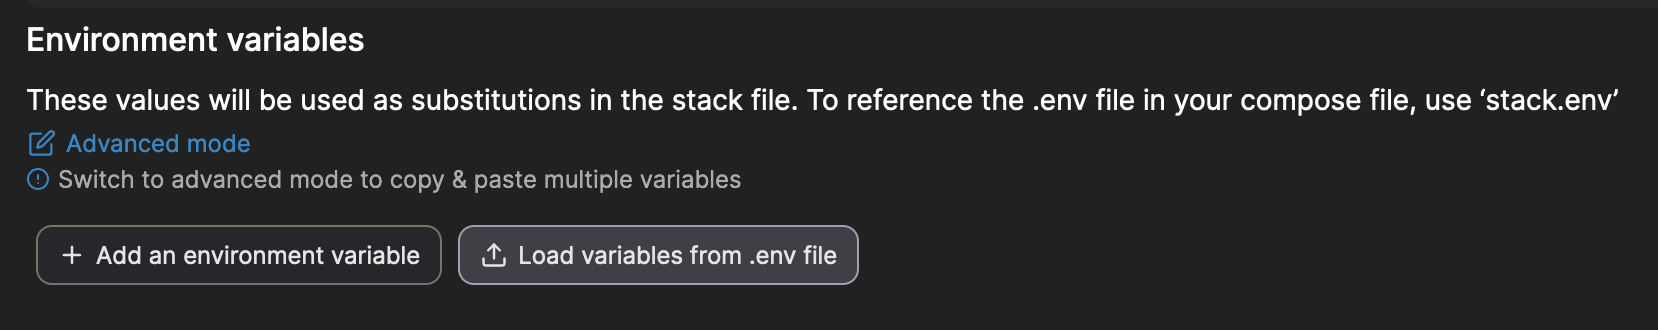 Environment variables
These values will be used as substitutions in the stack file. To reference the .env file in your compose file, use ‘stack.env’
Advanced mode
Switch to advanced mode to copy & paste multiple variables
Add an environment variable
Load variables from .env file